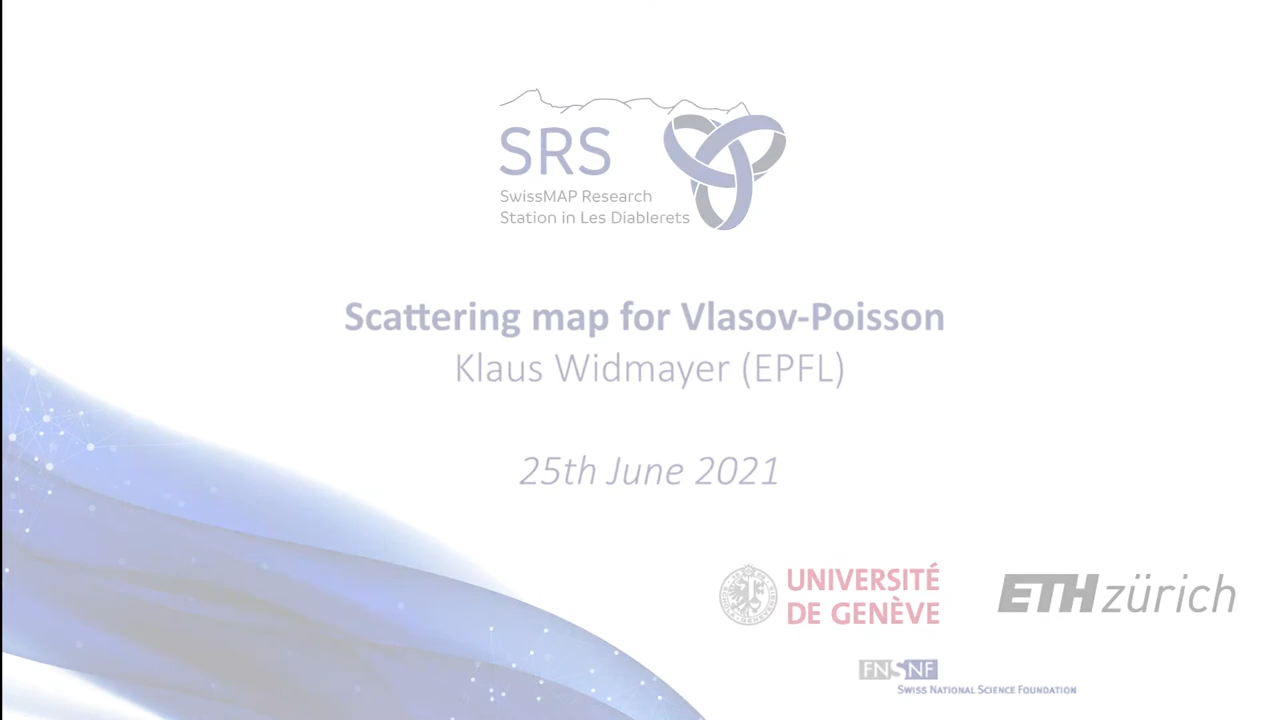 SRS
SwissMAP Research
Station in Les Diablerets
Scattering map for Vlasov-Poisson
Klaus Widmayer (EPFL)
25th June 2021
UNIVERSITÉ
DE GENÈVE
ETH zürich
FNSNF
SWISS NATIONAL SCIENCE FOUNDATION